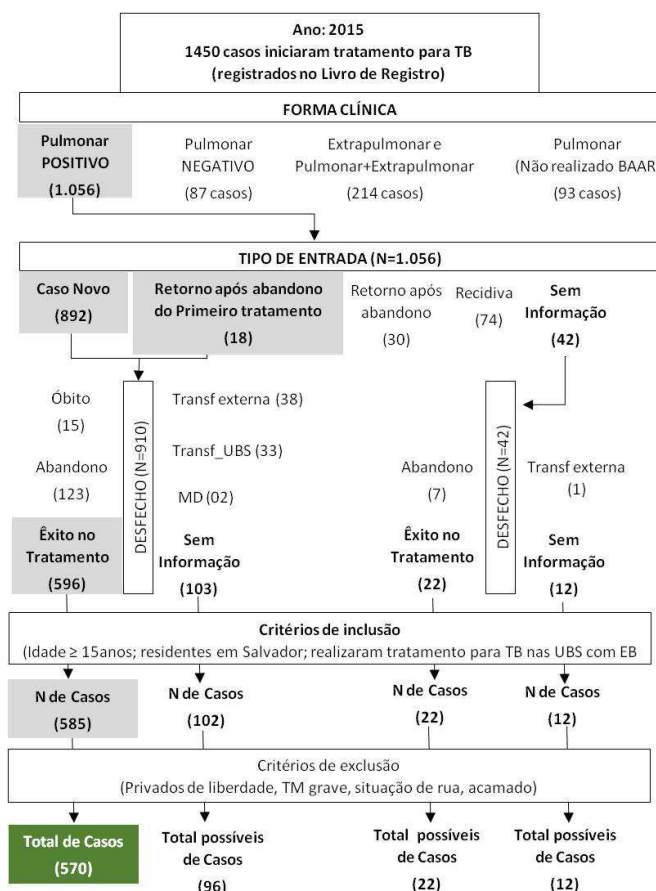 Ano: 2015
1450 casos iniciaram tratamento para TB
(registrados no Livro de Registro)
FORMA CLÍNICA
Pulmonar
POSITIVO
(1.056)
Pulmonar
NEGATIVO
(87 casos)
Extrapulmonar e
Pulmonar+Extrapulmonar
(214 casos)
Pulmonar
(Não realizado BAAR)
(93 casos)
TIPO DE ENTRADA (N=1.056)
Caso Novo
(892)
Retorno após abandono
do Primeiro tratamento
(18)
Retorno após
abandono
(30)
Recidiva
(74)
Sem
Informação
(42)
Óbito
(15)
Abandono
(123)
Êxito no
Tratamento
(596)
DESFECHO (N=910)
Transf externa (38)
Transf_UBS (33)
MD (02)
Sem
Informação
(103)
Abandono
(7)
Êxito no
Tratamento
(22)
DESFECHO (N=42)
Transf externa
(1)
Sem
Informação
(12)
Critérios de inclusão
(Idade ≥ 15anos; residentes em Salvador; realizaram tratamento para TB nas UBS com EB
N de Casos
(585)
N de Casos
(102)
N de Casos
(22)
N de Casos
(12)
Critérios de exclusão
(Privados de liberdade, TM grave, situação de rua, acamado)
Total de Casos
(570)
Total possíveis
de Casos
(96)
Total possíveis
de Casos
(22)
Total possíveis
de Casos
(12)